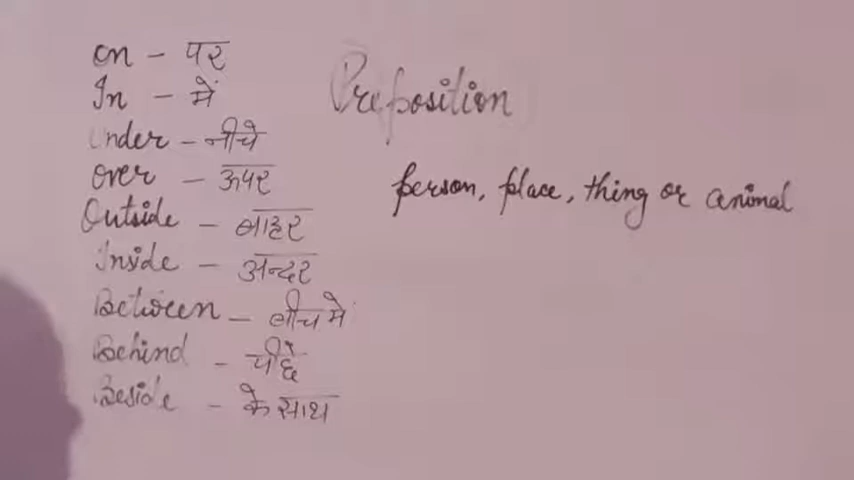 on - पर
In - में
Under - नीचे
over - ऊपर
Outside - बाहर
Inside - अन्दर
Between - बीच में
Behind - पीछे
Beside - के साथ
Preposition
person, place, thing or animal